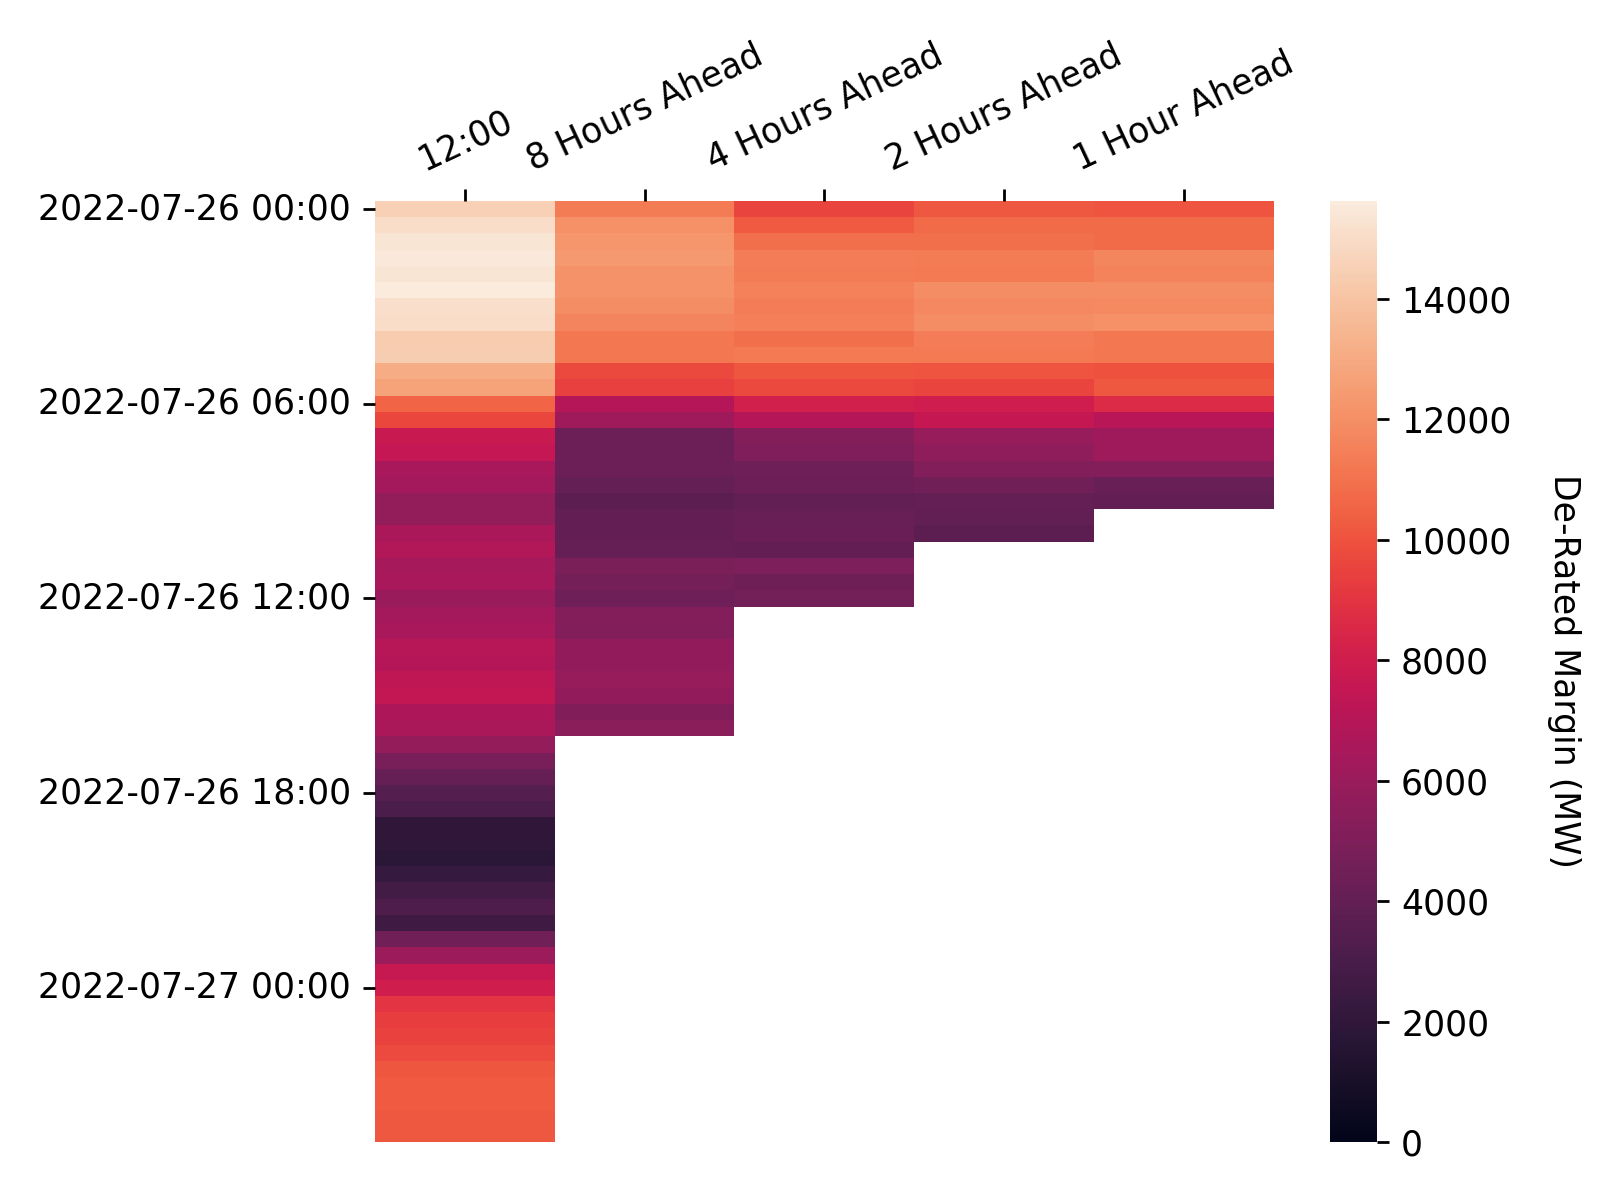 12:00
8 Hours Ahead
4 Hours Ahead
2 Hours Ahead
1 Hour Ahead
2022-07-26 00:00
2022-07-26 06:00
2022-07-26 12:00
2022-07-26 18:00
2022-07-27 00:00
14000
12000
10000
8000
6000
4000
2000
0
De-Rated Margin (MW)